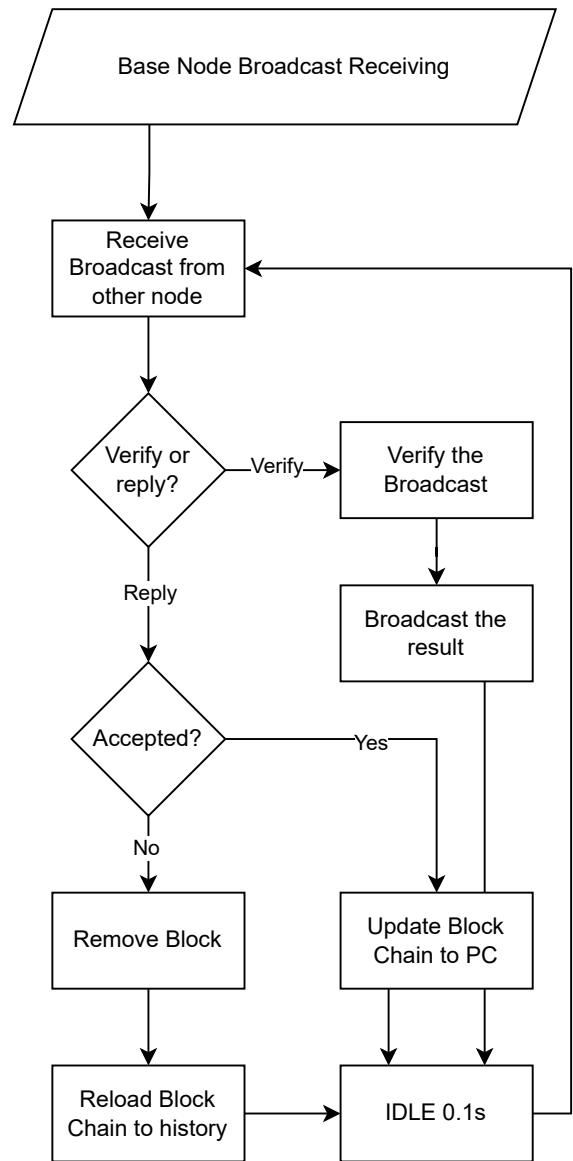 Base Node Broadcast Receiving
Receive
Broadcast from
other node
Verify or
reply?
Verify
Verify the
Broadcast
Reply
Broadcast the
result
Accepted?
Yes
No
Remove Block
Update Block
Chain to PC
Reload Block
Chain to history
IDLE 0.1s